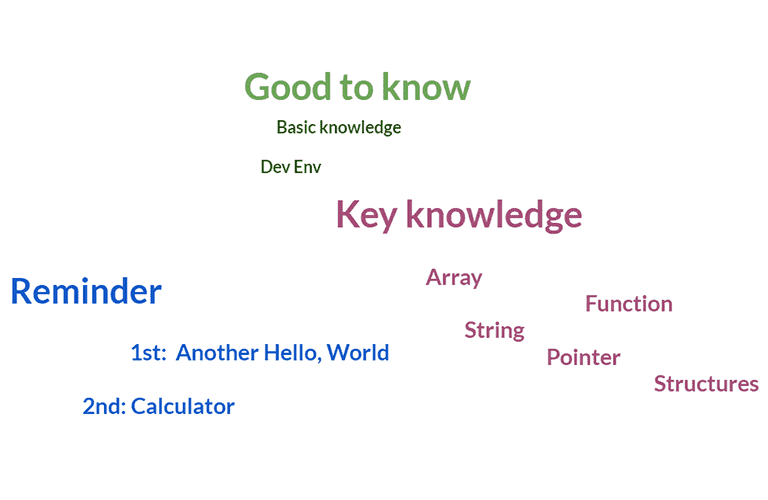 Good to know
Basic knowledge
Dev Env
Key knowledge
Array
Function
String
Pointer
Structures
Reminder
1st: Another Hello, World
2nd: Calculator